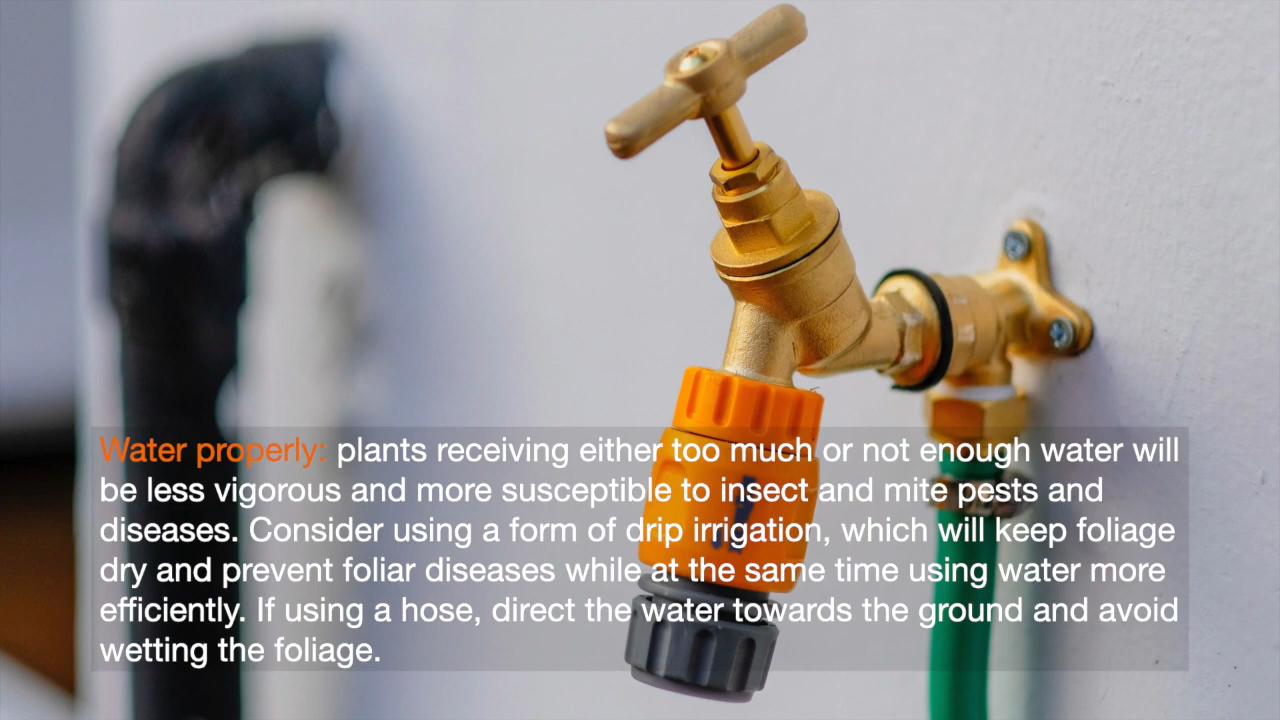 Water properly: plants receiving either too much or not enough water will
be less vigorous and more susceptible to insect and mite pests and
diseases. Consider using a form of drip irrigation, which will keep foliage
dry and prevent foliar diseases while at the same time using water more
efficiently. If using a hose, direct the water towards the ground and avoid
wetting the foliage.